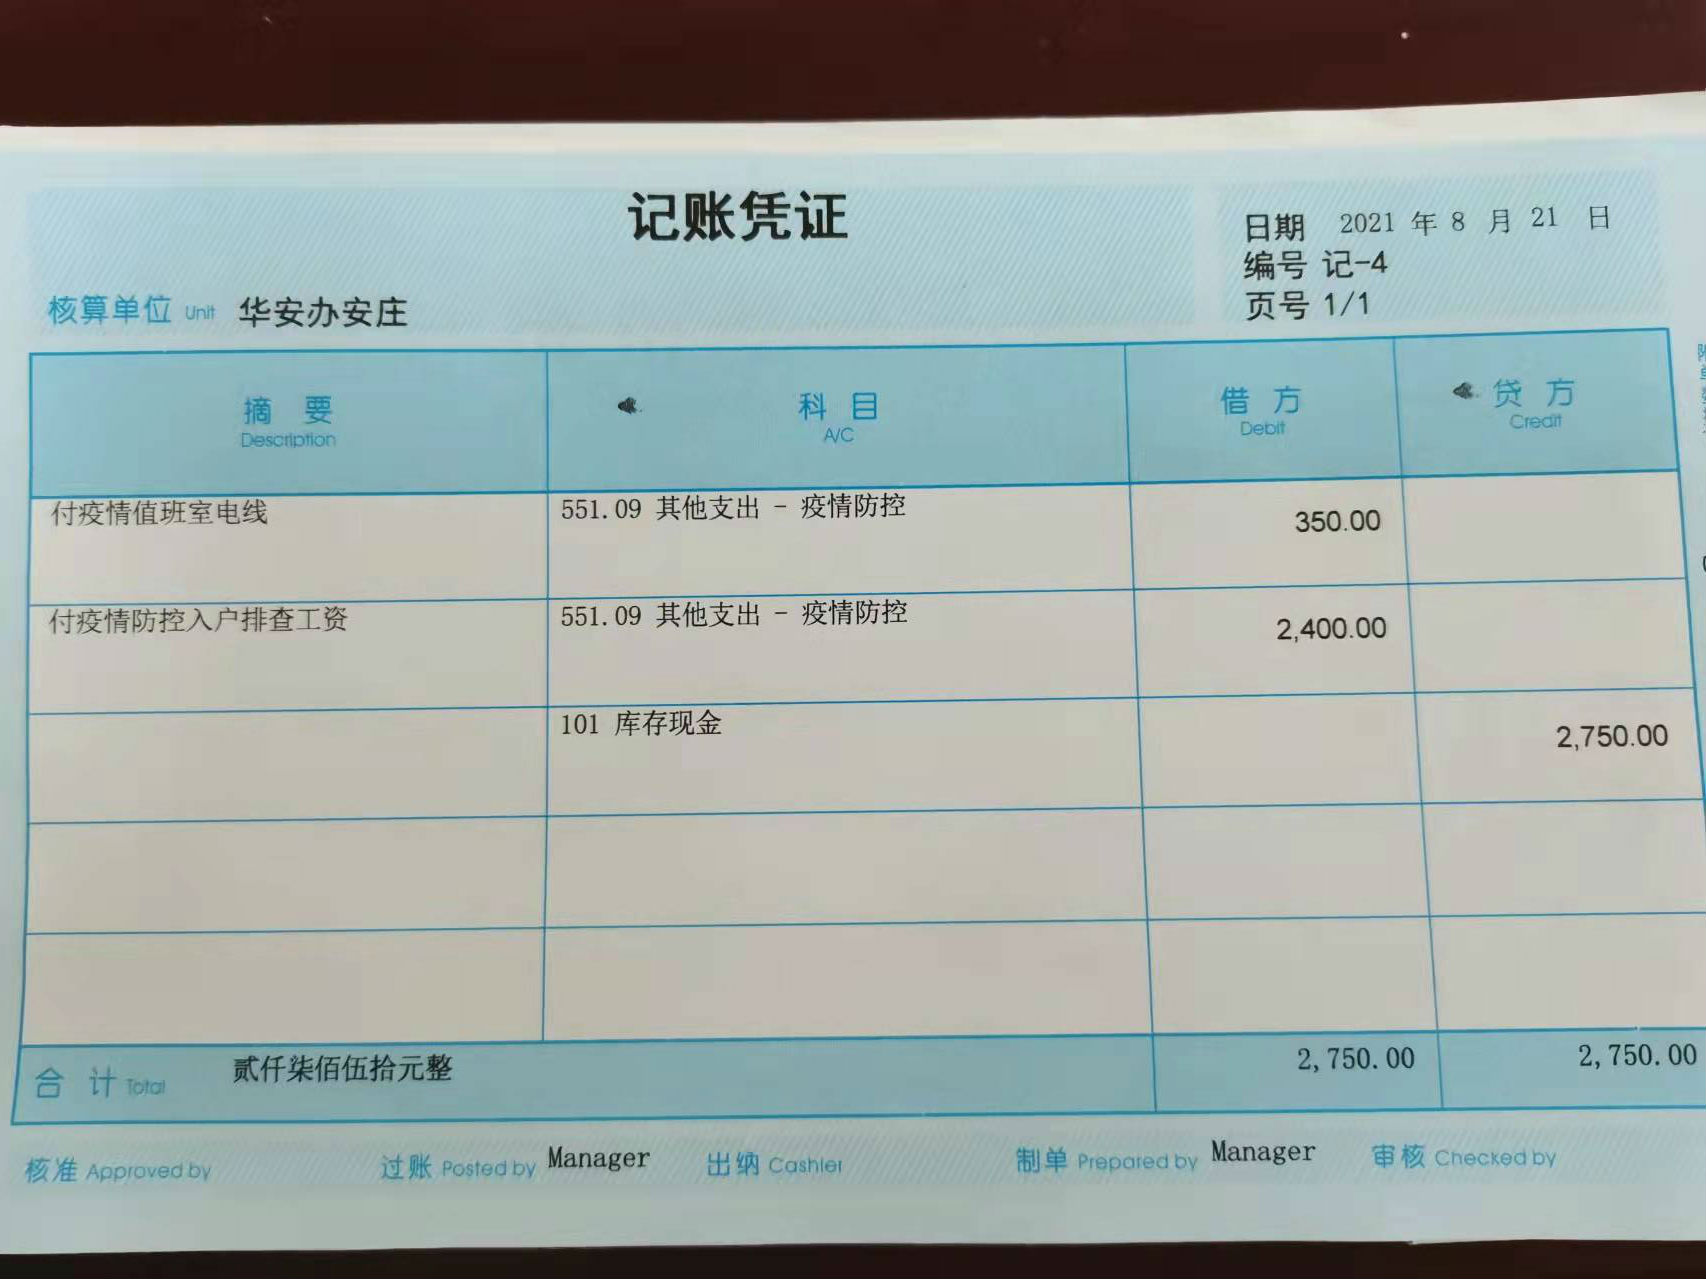 记账凭证
日期 2021 年 8 月 21 日
编号 记-4
页号 1/1
核算单位 Unit 华安办安庄
摘 要 科 目 借 方 贷 方
Description A/C Debit Credit
付疫情值班室电线 551.09 其他支出 - 疫情防控 350.00
付疫情防控入户排查工资 551.09 其他支出 - 疫情防控 2,400.00
101 库存现金 2,750.00
合 计 Total 贰仟柒佰伍拾元整 2,750.00 2,750.00
核准 Approved by 过账 Posted by Manager 出纳 Cashier 制单 Prepared by Manager 审核 Checked by